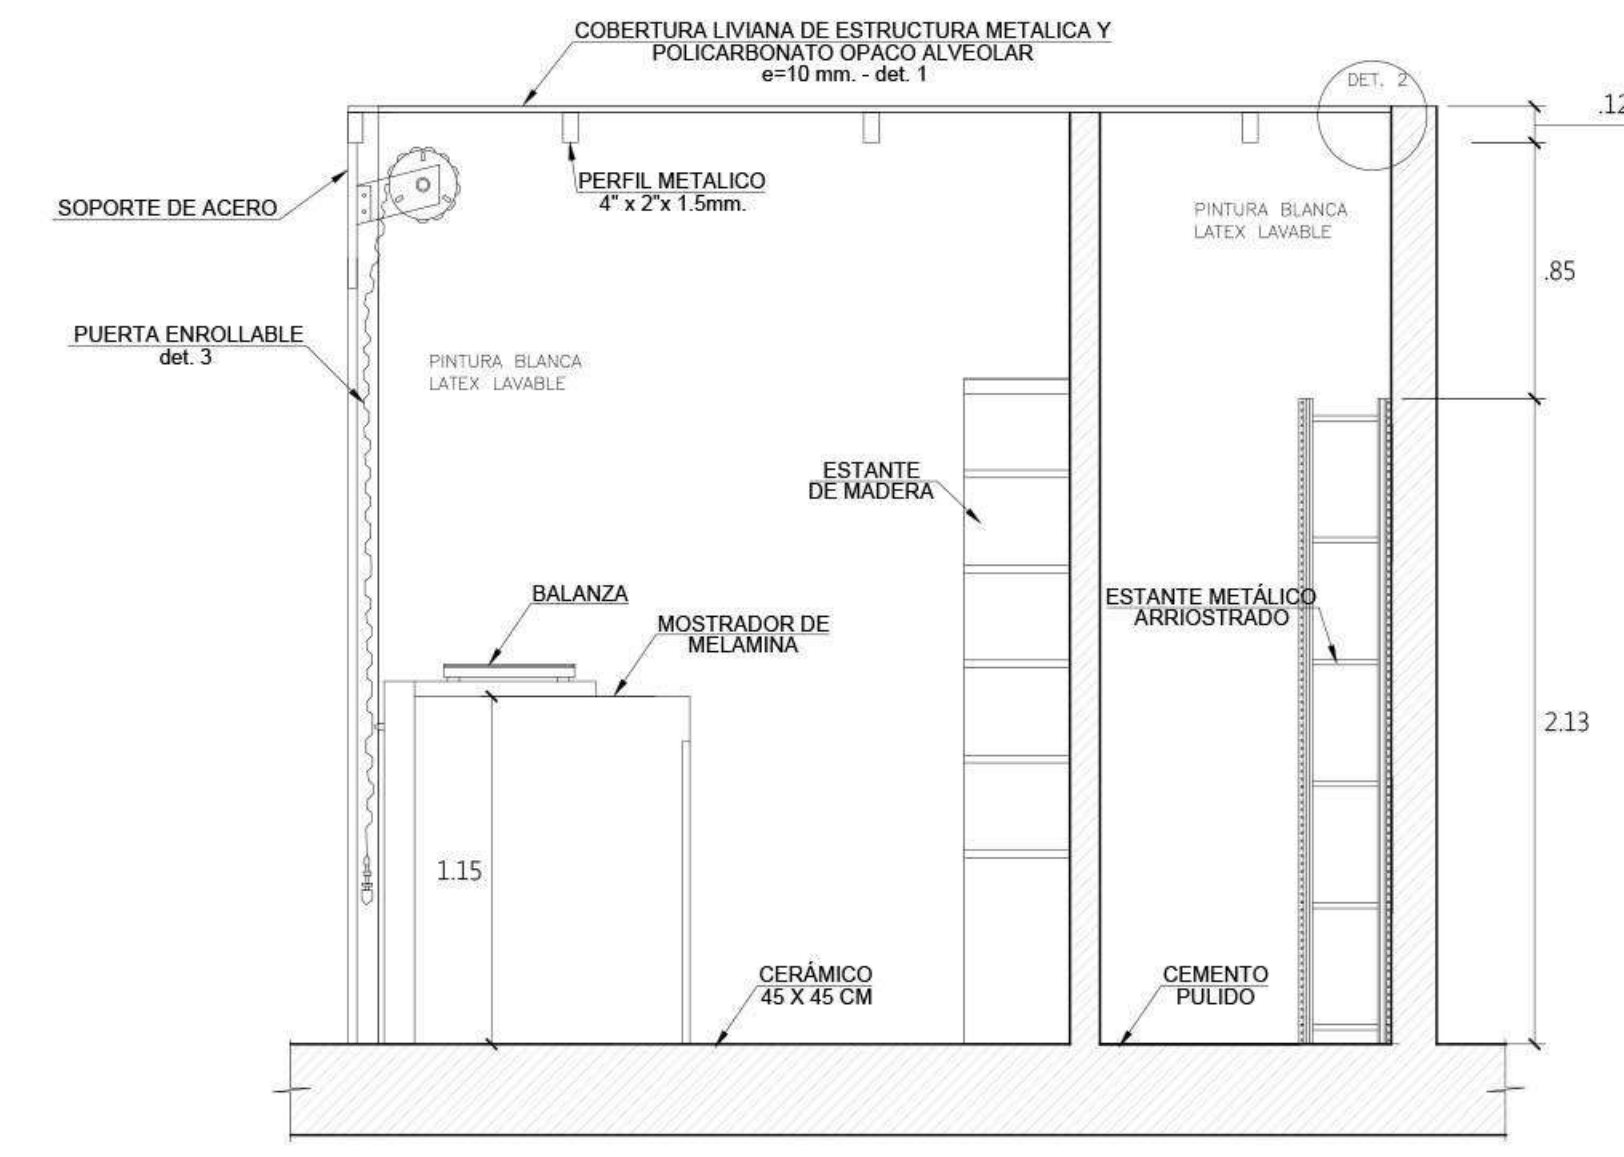 COBERTURA LIVIANA DE ESTRUCTURA METALICA Y
POLICARBONATO OPACO ALVEOLAR
e=10 mm. - det. 1
DET. 2
.12
PERFIL METALICO
4" x 2"x 1.5mm.
SOPORTE DE ACERO
PINTURA BLANCA
LATEX LAVABLE
.85
PUERTA ENROLLABLE
det. 3
PINTURA BLANCA
LATEX LAVABLE
ESTANTE
DE MADERA
BALANZA
MOSTRADOR DE
MELAMINA
ESTANTE METÁLICO
ARRIOSTRADO
2.13
1.15
CERÁMICO
45 X 45 CM
CEMENTO
PULIDO